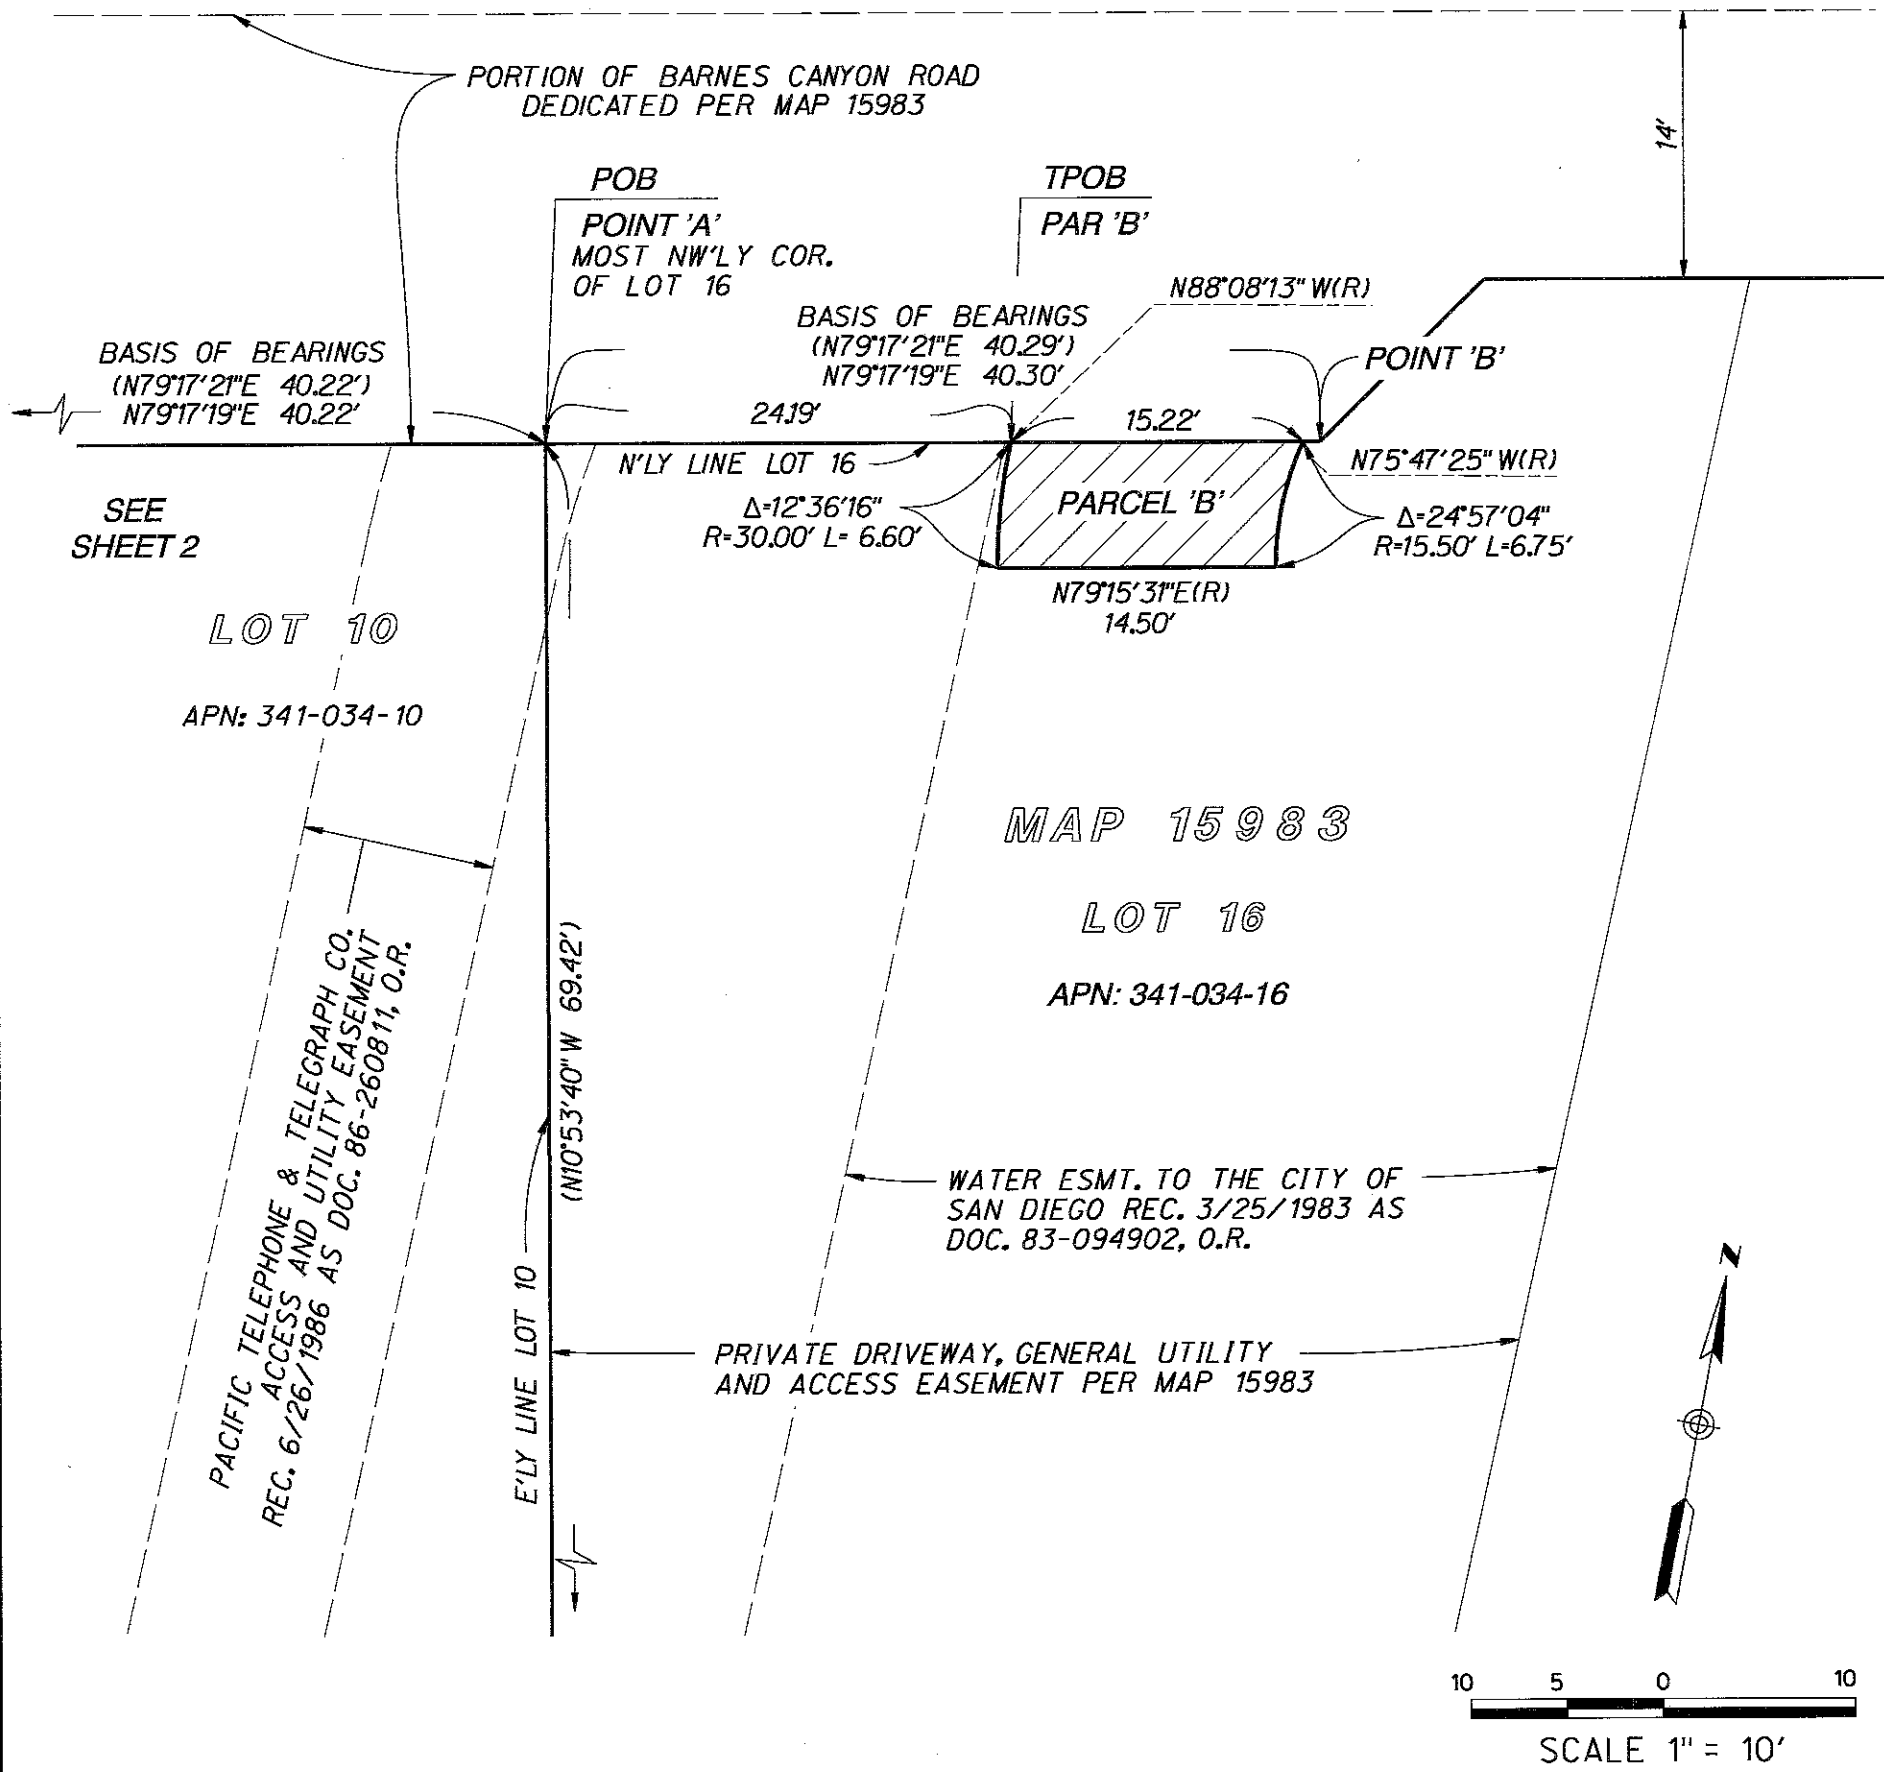 PORTION OF BARNES CANYON ROAD
DEDICATED PER MAP 15983
14'
POB
POINT 'A'
MOST NW'LY COR.
OF LOT 16
TPOB
PAR 'B'
N88°08'13" W(R)
BASIS OF BEARINGS
(N79°17'21"E 40.22')
N79°17'19"E 40.22'
BASIS OF BEARINGS
(N79°17'21"E 40.29')
N79°17'19"E 40.30'
POINT 'B'
24.19'
15.22'
N'LY LINE LOT 16
N75°47'25" W(R)
SEE
SHEET 2
Δ=12°36'16"
R=30.00' L= 6.60'
PARCEL 'B'
Δ=24°57'04"
R=15.50' L=6.75'
N79°15'31"E(R)
14.50'
LOT 10
APN: 341-034-10
MAP 15983
LOT 16
APN: 341-034-16
PACIFIC TELEPHONE & TELEGRAPH CO.
ACCESS AND UTILITY EASEMENT
REC. 6/26/1986 AS DOC. 86-260811, O.R.
(N10°53'40" W 69.42')
E'LY LINE LOT 10
WATER ESMT. TO THE CITY OF
SAN DIEGO REC. 3/25/1983 AS
DOC. 83-094902, O.R.
PRIVATE DRIVEWAY, GENERAL UTILITY
AND ACCESS EASEMENT PER MAP 15983
N
10 5 0 10
SCALE 1" = 10'